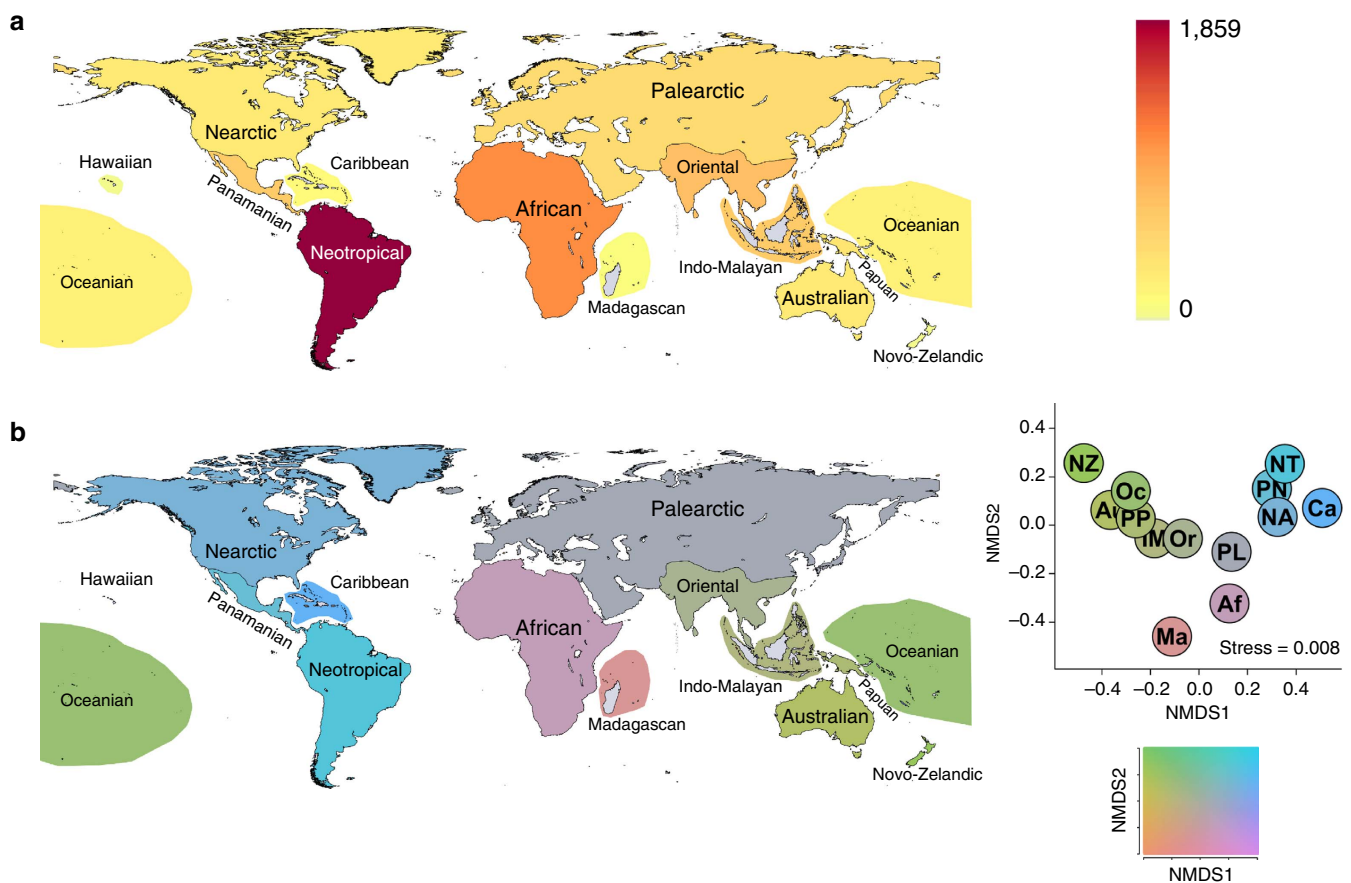 a
1,859
0
Palearctic
Nearctic
Hawaiian
Caribbean
Oriental
Panamanian
African
Neotropical
Oceanian
Oceanian
Indo-Malayan
Papuan
Madagascan
Australian
Novo-Zelandic
b
Palearctic
Nearctic
Hawaiian
Caribbean
Oriental
Panamanian
African
Neotropical
Oceanian
Oceanian
Indo-Malayan
Papuan
Madagascan
Australian
Novo-Zelandic
0.4
0.2
0.0
−0.2
−0.4
NMDS2
NZ
NT
Oc
PN
Au
PP
NA
Ca
IM
Or
PL
Af
Ma
Stress = 0.008
−0.4
−0.2
0.0
0.2
0.4
NMDS1
NMDS2
NMDS1